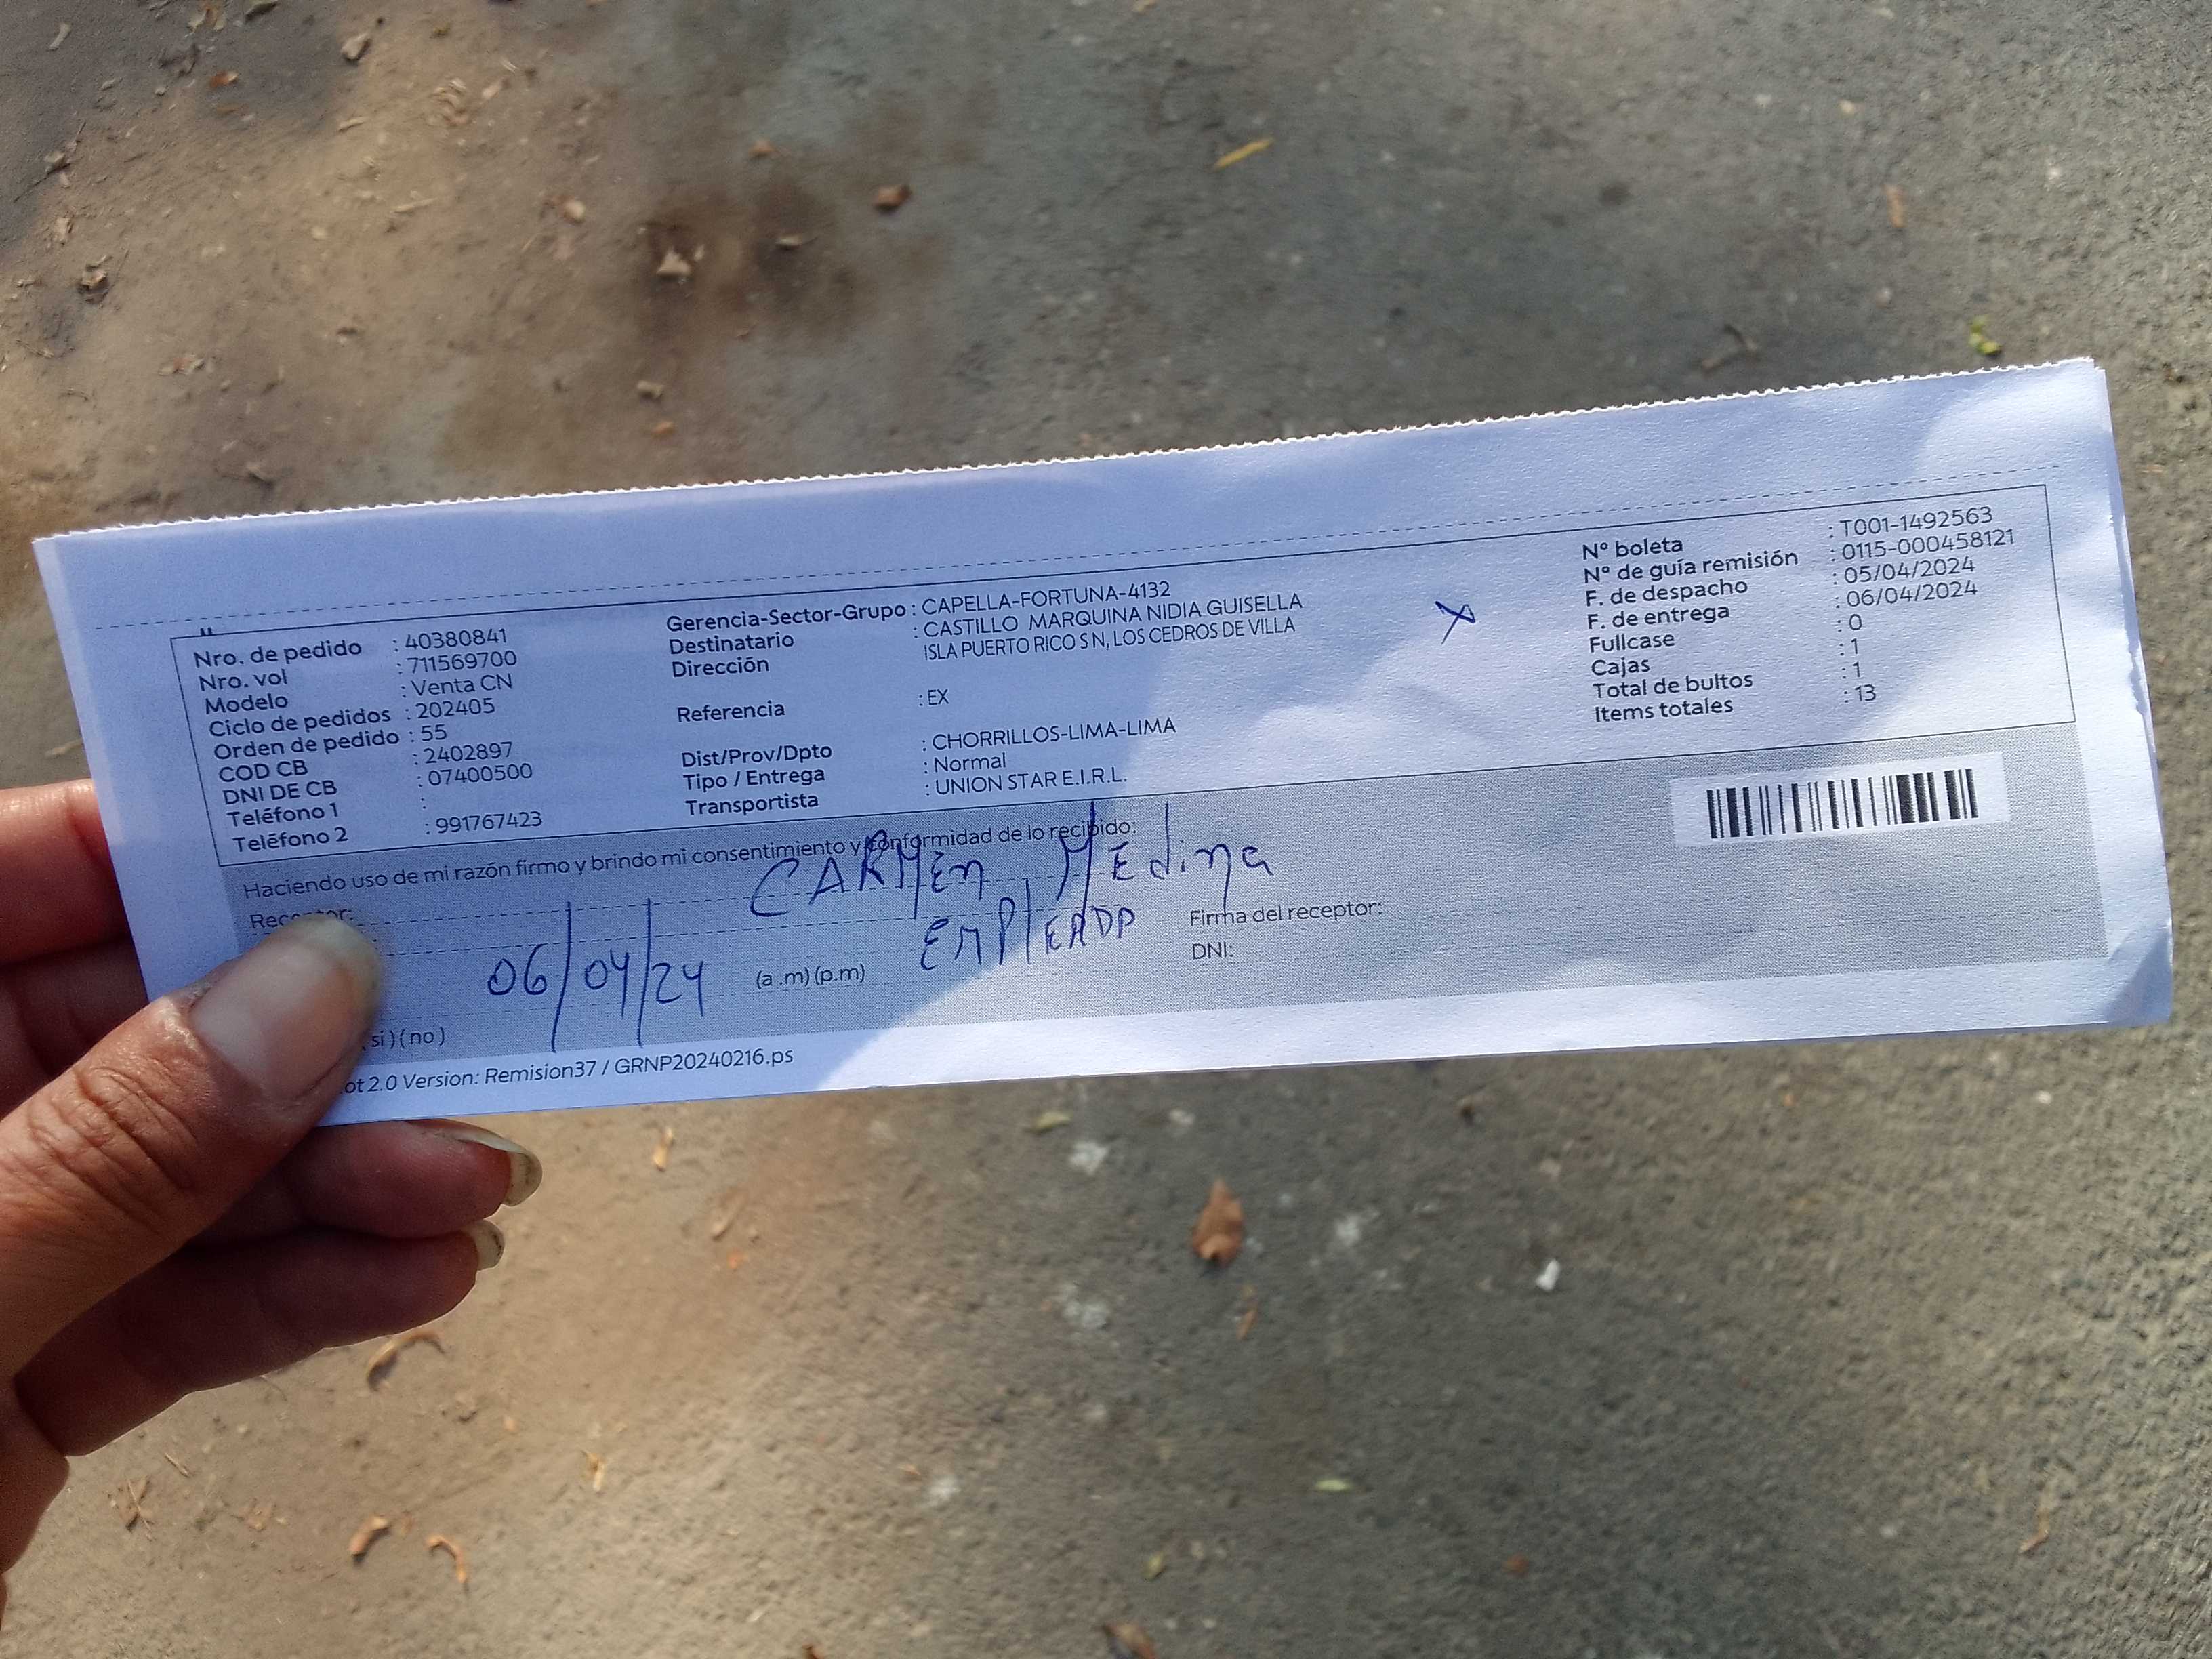 Nro. de pedido : 40380841
Nro. vol : 711569700
Modelo : Venta CN
Ciclo de pedidos : 202405
Orden de pedido : 55
COD CB : 2402897
DNI DE CB : 07400500
Teléfono 1 :
Teléfono 2 : 991767423
Gerencia-Sector-Grupo : CAPELLA-FORTUNA-4132
Destinatario : CASTILLO MARQUINA NIDIA GUISELLA
Dirección ISLA PUERTO RICO S N, LOS CEDROS DE VILLA
Referencia : EX
Dist/Prov/Dpto : CHORRILLOS-LIMA-LIMA
Tipo / Entrega : Normal
Transportista : UNION STAR E.I.R.L.
X
Nº boleta : T001-1492563
Nº de guía remisión : 0115-000458121
F. de despacho : 05/04/2024
F. de entrega : 06/04/2024
Fullcase : 0
Cajas : 1
Total de bultos : 1
Items totales : 13
Haciendo uso de mi razón firmo y brindo mi consentimiento y conformidad de lo recibido:
CARMEn MEdina
EMPLEADP
06/04/24 (a .m) (p.m)
Firma del receptor:
DNI:
si ) ( no )
2.0 Version: Remision37 / GRNP20240216.ps